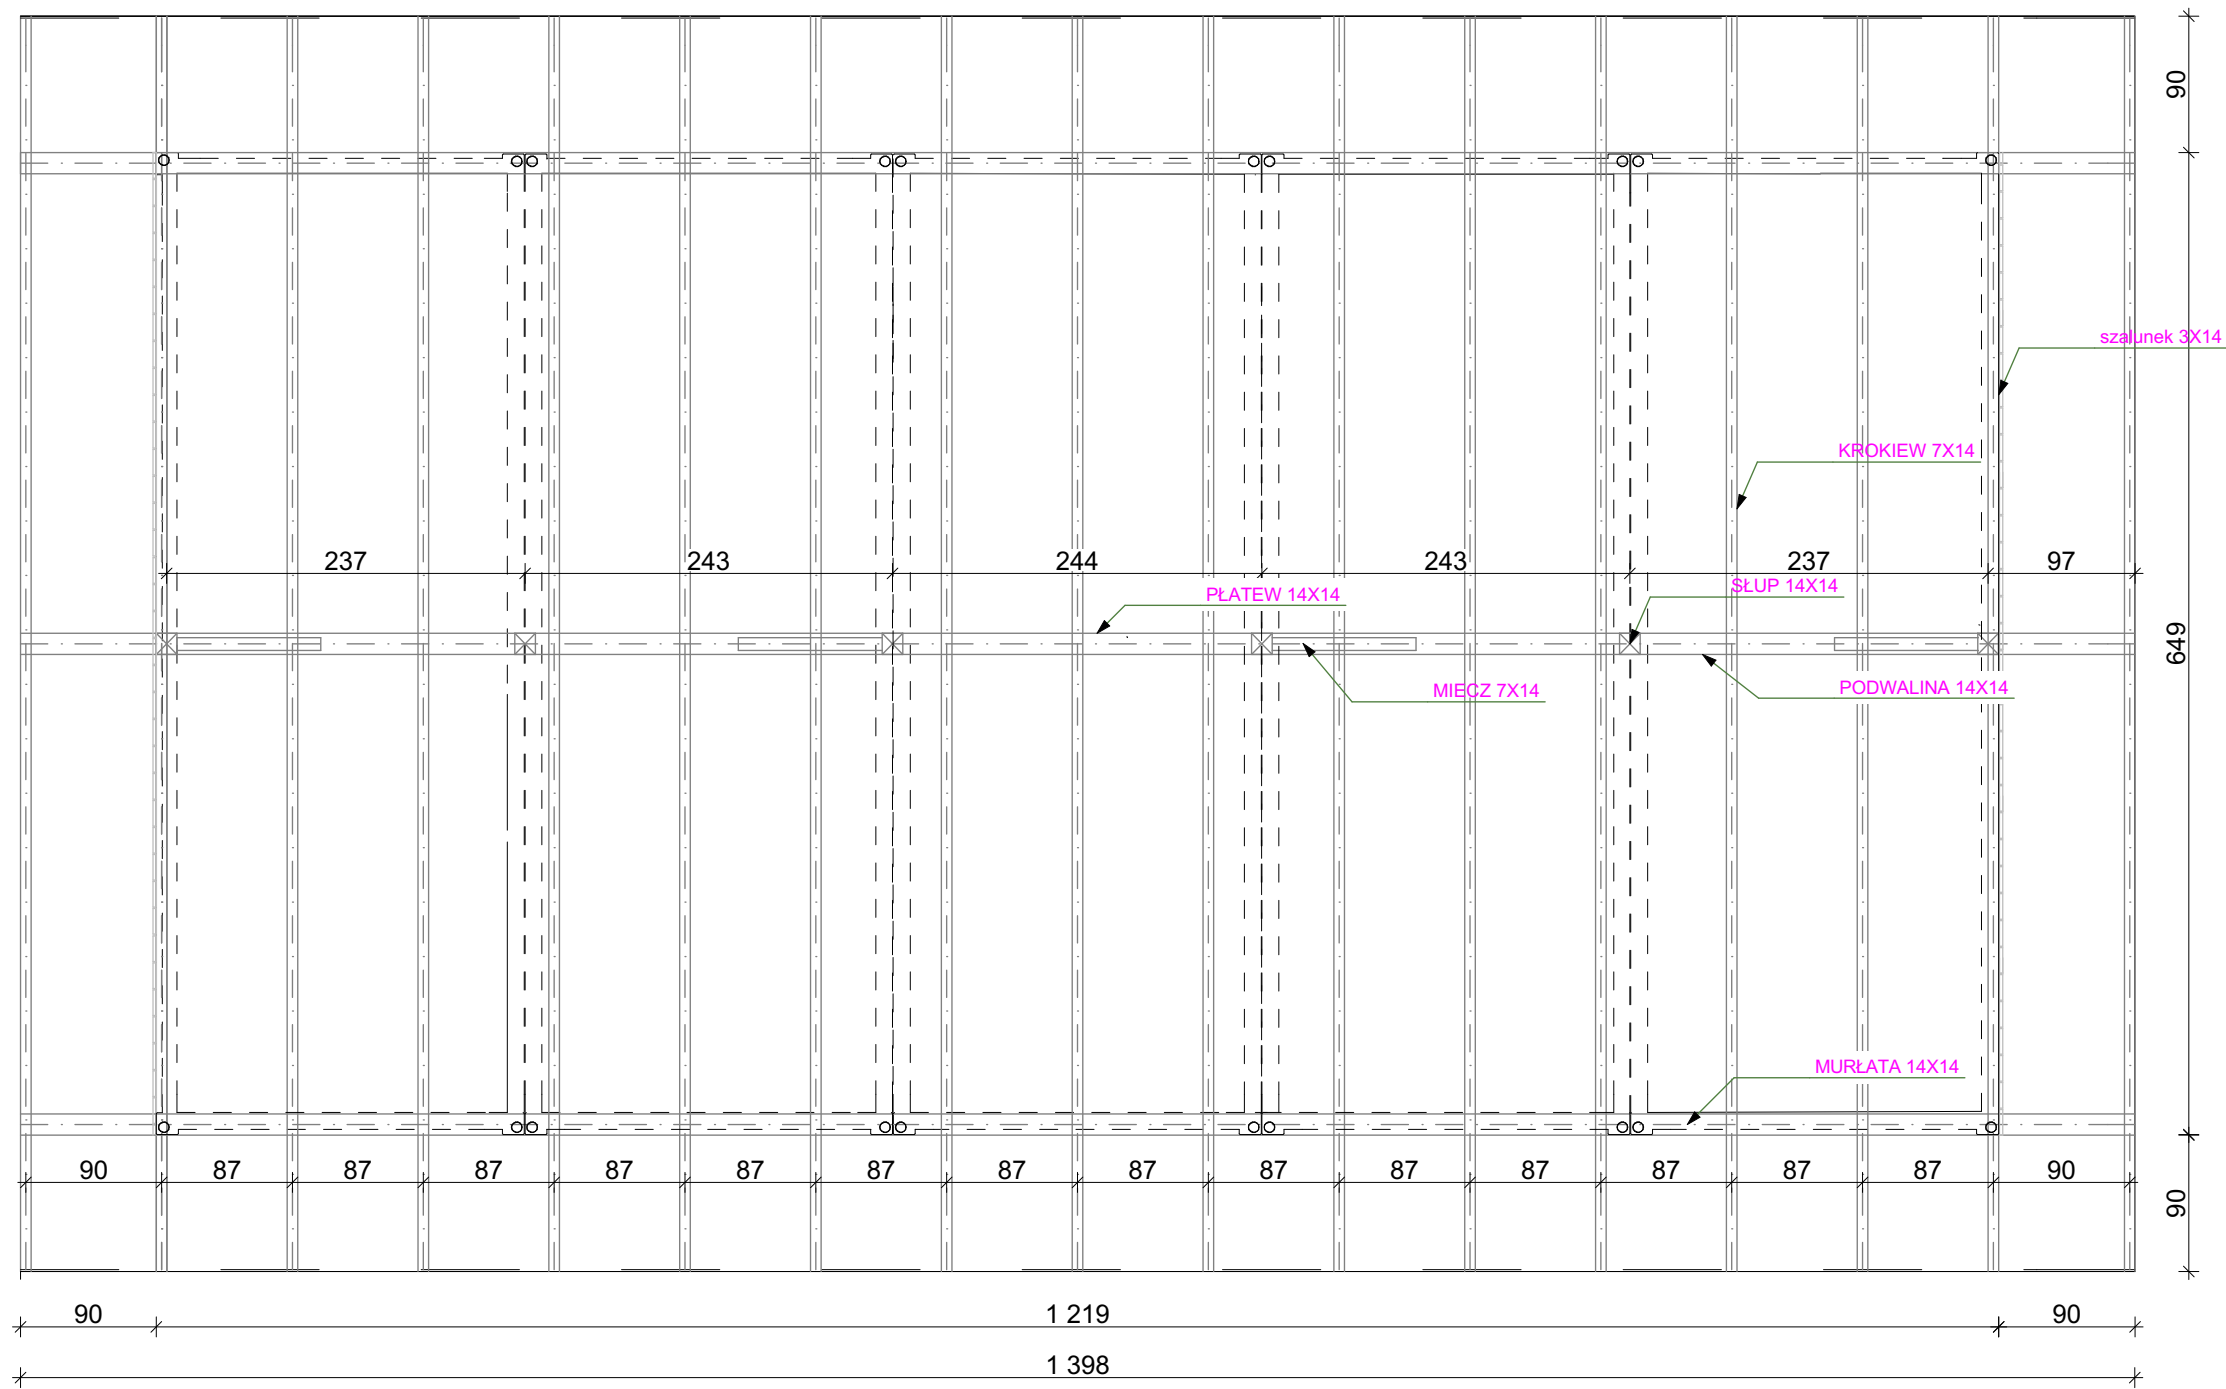 90
szalunek 3X14
KROKIEW 7X14
237 243 244 243 237 97
PŁATEW 14X14 SŁUP 14X14
649
MIECZ 7X14 PODWALINA 14X14
MURŁATA 14X14
90 87 87 87 87 87 87 87 87 87 87 87 87 87 87 90
90
90 1 219 90
1 398